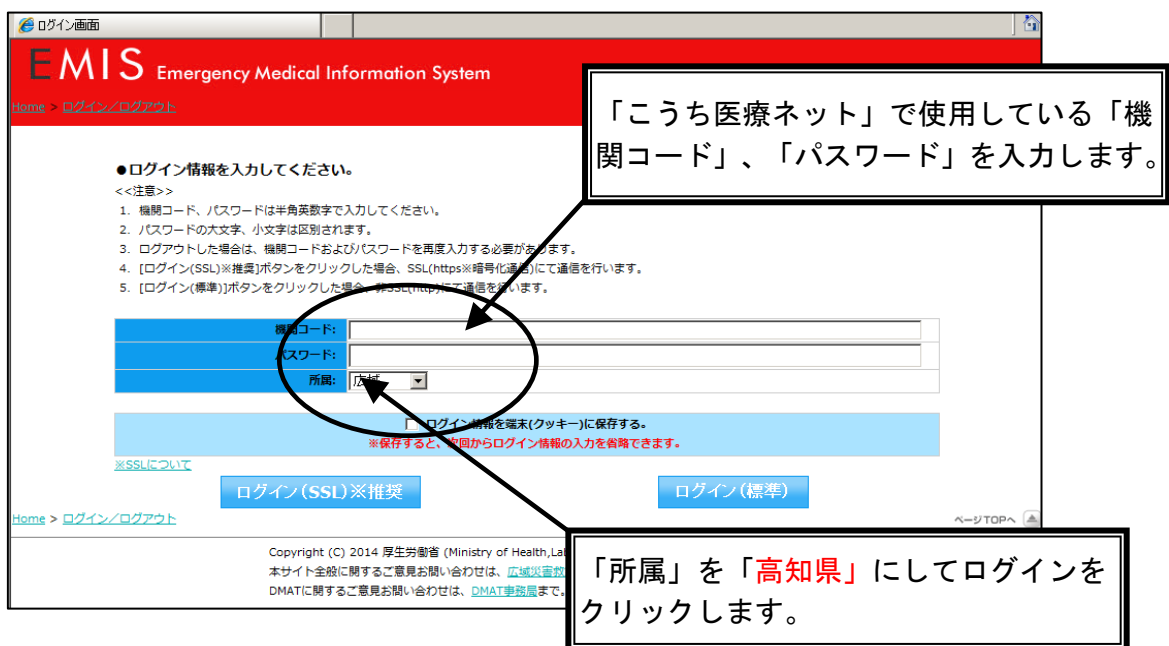 ログイン画面
EMIS Emergency Medical Information System
Home > ログイン／ログアウト
「こうち医療ネット」で使用している「機
関コード」、「パスワード」を入力します。
●ログイン情報を入力してください。
<<注意>>
1. 機関コード、パスワードは半角英数字で入力してください。
2. パスワードの大文字、小文字は区別されます。
3. ログアウトした場合は、機関コードおよびパスワードを再度入力する必要があります。
4. [ログイン(SSL)※推奨]ボタンをクリックした場合、SSL(https※暗号化通信)にて通信を行います。
5. [ログイン(標準)]ボタンをクリックした場合、非SSL(http)にて通信を行います。
機関コード:
パスワード:
所属: 広域
ログイン情報を端末(クッキー)に保存する。
※保存すると、次回からログイン情報の入力を省略できます。
※SSLについて
ログイン(SSL)※推奨 ログイン(標準)
Home > ログイン／ログアウト
ページTOPへ
Copyright (C) 2014 厚生労働省 (Ministry of Health,La
本サイト全般に関するご意見お問い合わせは、広域災害救
DMATに関するご意見お問い合わせは、DMAT事務局まで。
「所属」を「高知県」にしてログインを
クリックします。